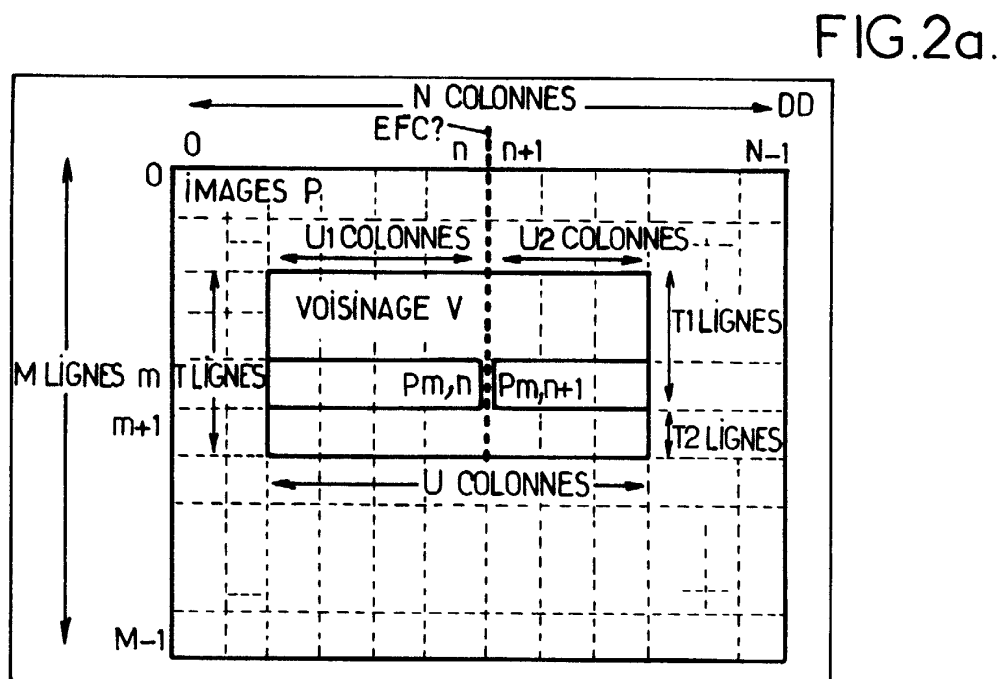 FIG.2a.
N COLONNES DD
EFC?
0 n n+1 N-1
0
IMAGES P
U1 COLONNES U2 COLONNES
VOISINAGE V
T1 LIGNES
M LIGNES m T LIGNES Pm,n Pm,n+1
m+1
T2 LIGNES
U COLONNES
M-1